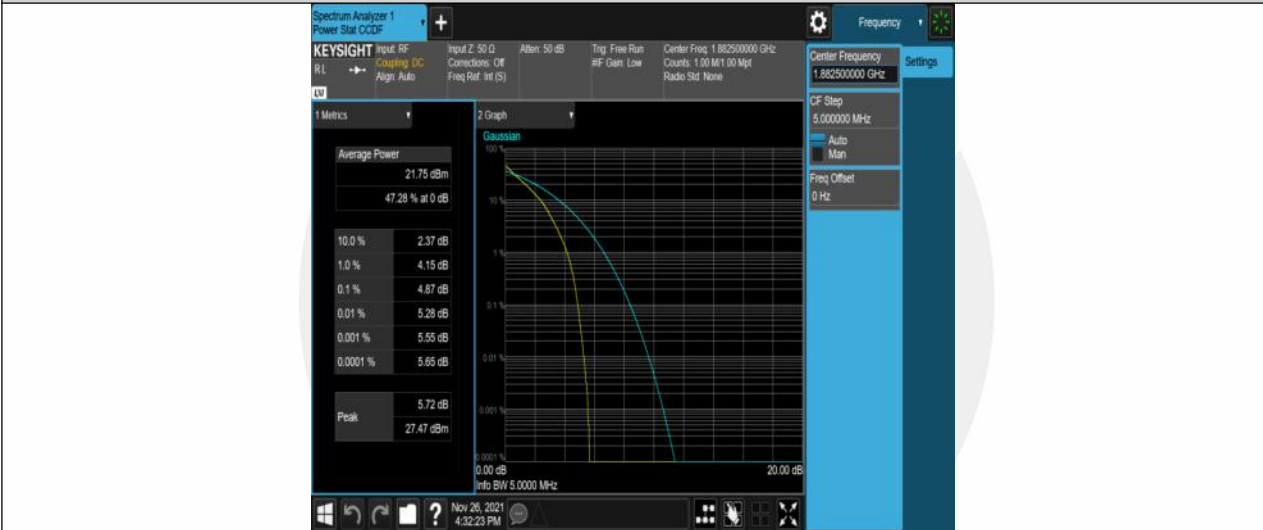 Spectrum Analyzer 1
Power Stat CCDF
+
Frequency
KEYSIGHT
RL
LW
Input: RF
Coupling: DC
Align: Auto
Input Z: 50 Ω
Corrections: Off
Freq Ref: Int (S)
Atten: 50 dB
Trig: Free Run
#IF Gain: Low
Center Freq: 1.882500000 GHz
Counts: 1.00 M/1.00 Mpt
Radio Std: None
Center Frequency
1.882500000 GHz
Settings
CF Step
5.000000 MHz
Auto
Man
Freq Offset
0 Hz
1 Metrics
Average Power
21.75 dBm
47.28 % at 0 dB
10.0 % 2.37 dB
1.0 % 4.15 dB
0.1 % 4.87 dB
0.01 % 5.28 dB
0.001 % 5.55 dB
0.0001 % 5.65 dB
Peak
5.72 dB
27.47 dBm
2 Graph
Gaussian
100 %
10 %
1 %
0.1 %
0.01 %
0.001 %
0.0001 %
0.00 dB 20.00 dB
Info BW 5.0000 MHz
?
Nov 26, 2021
4:32:23 PM